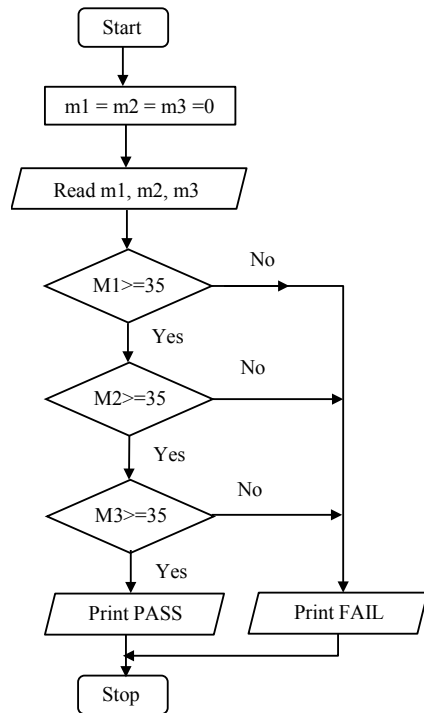 Start
m1 = m2 = m3 =0
Read m1, m2, m3
No
M1>=35
Yes
No
M2>=35
Yes
No
M3>=35
Yes
Print PASS
Print FAIL
Stop